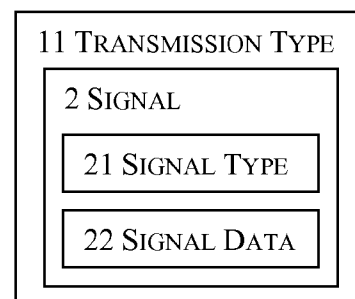 11 TRANSMISSION TYPE
2 SIGNAL
21 SIGNAL TYPE
22 SIGNAL DATA